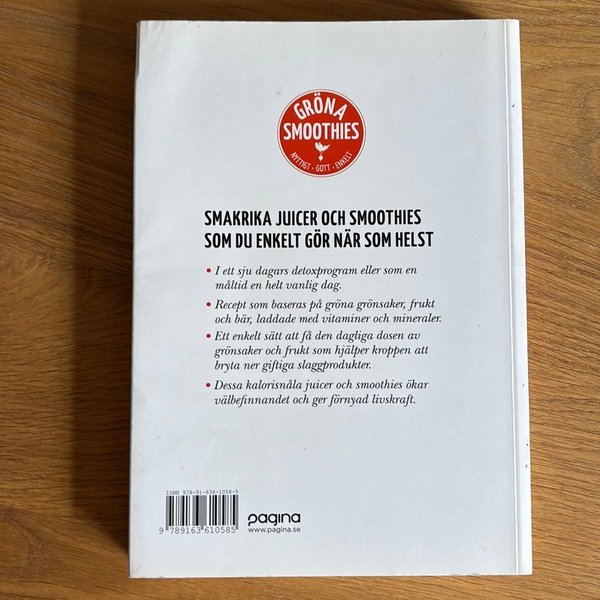 GRÖNA
SMOOTHIES
NYTTIGT · GOTT · ENKELT
SMAKRIKA JUICER OCH SMOOTHIES
SOM DU ENKELT GÖR NÄR SOM HELST
• I ett sju dagars detoxprogram eller som en
måltid en helt vanlig dag.
• Recept som baseras på gröna grönsaker, frukt
och bär, laddade med vitaminer och mineraler.
• Ett enkelt sätt att få den dagliga dosen av
grönsaker och frukt som hjälper kroppen att
bryta ner giftiga slaggprodukter.
• Dessa kalorisnåla juicer och smoothies ökar
välbefinnandet och ger förnyad livskraft.
ISBN 978-91-636-1058-5
9 789163 610585
pagina
www.pagina.se